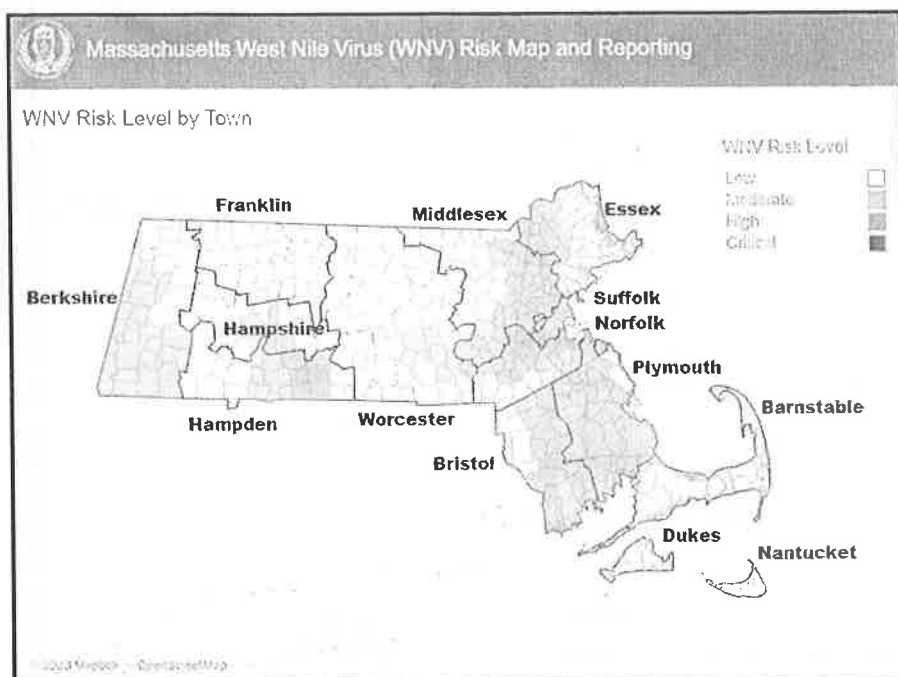 Massachusetts West Nile Virus (WNV) Risk Map and Reporting
WNV Risk Level by Town
WNV Risk Level
Low
Moderate
High
Critical
Franklin
Middlesex
Essex
Berkshire
Suffolk
Hampshire
Norfolk
Plymouth
Barnstable
Hampden
Worcester
Bristol
Dukes
Nantucket
OpenStreetMap